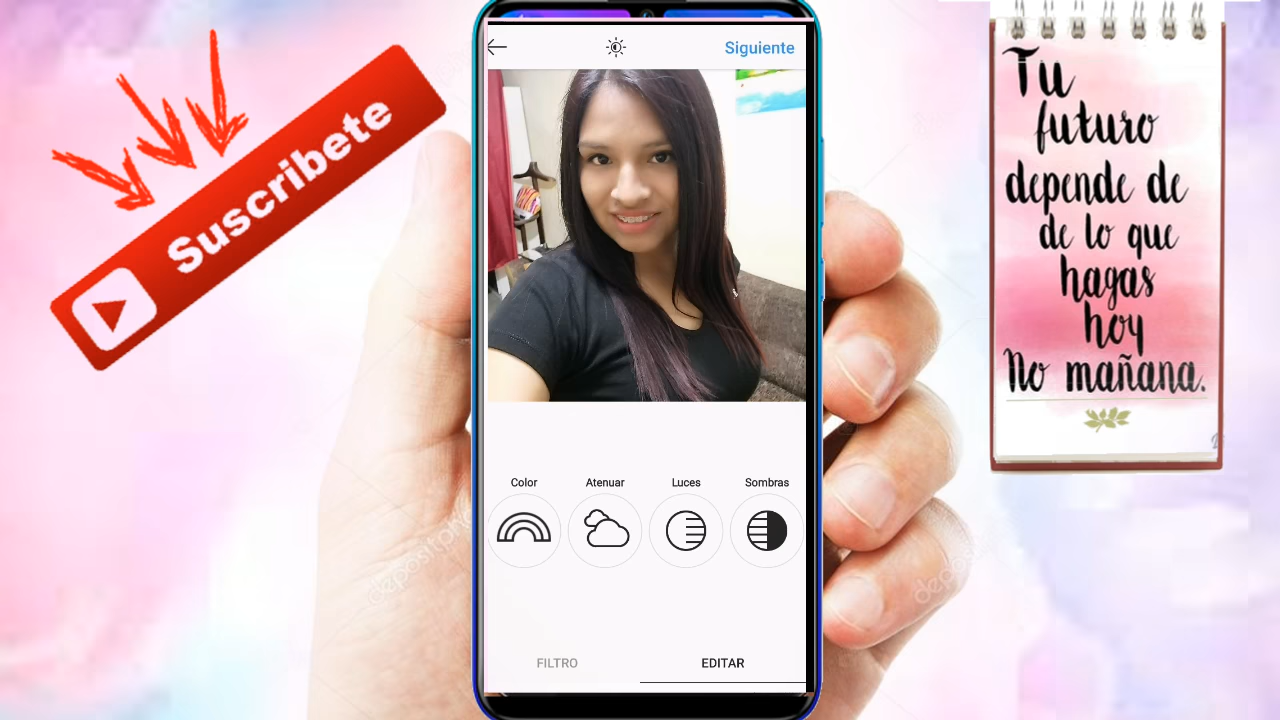 Suscribete
Siguiente
Color
Atenuar
Luces
Sombras
FILTRO
EDITAR
Tu
futuro
depende de
de lo que
hagas
hoy
No mañana.
depositphotos